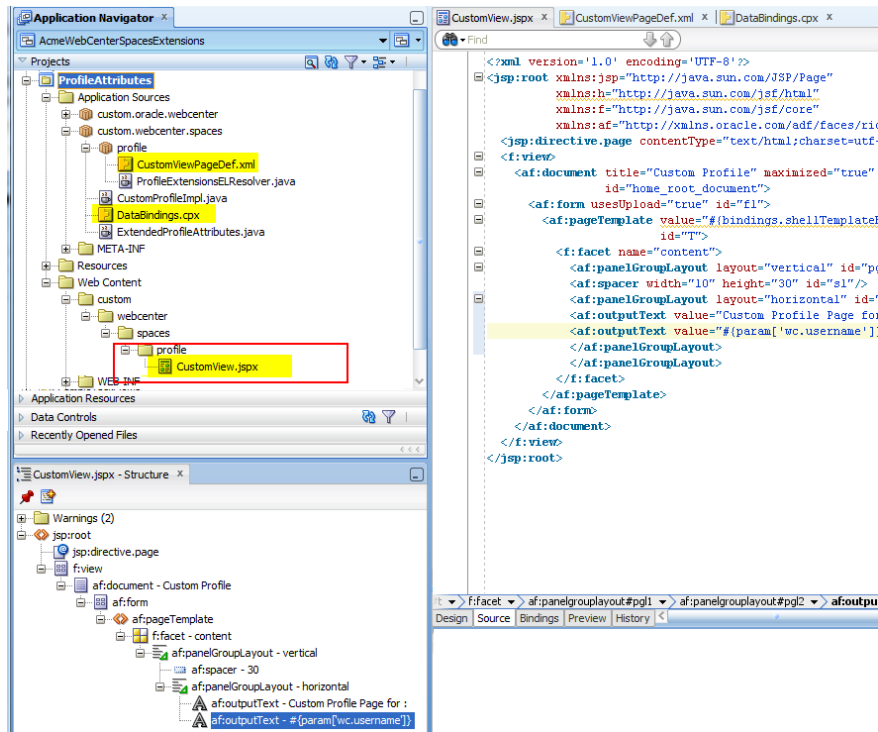 Application Navigator x
AcmeWebCenterSpacesExtensions
Projects
ProfileAttributes
Application Sources
custom.oracle.webcenter
custom.webcenter.spaces
profile
CustomViewPageDef.xml
ProfileExtensionsELResolver.java
CustomProfileImpl.java
DataBindings.cpx
ExtendedProfileAttributes.java
META-INF
Resources
Web Content
custom
webcenter
spaces
profile
CustomView.jspx
WEB-INF
Application Resources
Data Controls
Recently Opened Files
CustomView.jspx - Structure x
Warnings (2)
jsp:root
jsp:directive.page
f:view
af:document - Custom Profile
af:form
af:pageTemplate
f:facet - content
af:panelGroupLayout - vertical
af:spacer - 30
af:panelGroupLayout - horizontal
af:outputText - Custom Profile Page for :
af:outputText - #{param['wc.username']}
CustomView.jspx x CustomViewPageDef.xml x DataBindings.cpx x
Find
<?xml version='1.0' encoding='UTF-8'?>
<jsp:root xmlns:jsp="http://java.sun.com/JSP/Page"
xmlns:h="http://java.sun.com/jsf/html"
xmlns:f="http://java.sun.com/jsf/core"
xmlns:af="http://xmlns.oracle.com/adf/faces/ric
<jsp:directive.page contentType="text/html;charset=utf-
<f:view>
<af:document title="Custom Profile" maximized="true"
id="home_root_document">
<af:form usesUpload="true" id="f1">
<af:pageTemplate value="#{bindings.shellTemplateB
id="T">
<f:facet name="content">
<af:panelGroupLayout layout="vertical" id="pg
<af:spacer width="10" height="30" id="s1"/>
<af:panelGroupLayout layout="horizontal" id="
<af:outputText value="Custom Profile Page for
<af:outputText value="#{param['wc.username']}
</af:panelGroupLayout>
</af:panelGroupLayout>
</f:facet>
</af:pageTemplate>
</af:form>
</af:document>
</f:view>
</jsp:root>
f:facet af:panelgrouplayout#pgl1 af:panelgrouplayout#pgl2 af:outpu
Design Source Bindings Preview History